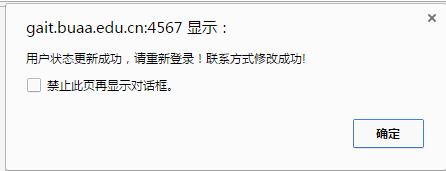 gait.buaa.edu.cn:4567 显示：
用户状态更新成功，请重新登录！联系方式修改成功!
禁止此页再显示对话框。
确定